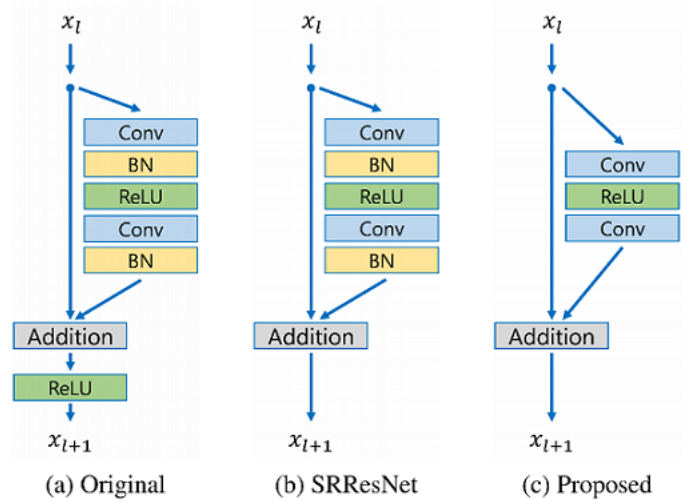 x_l
Conv
BN
ReLU
Conv
BN
Addition
ReLU
x_{l+1}
(a) Original
x_l
Conv
BN
ReLU
Conv
BN
Addition
x_{l+1}
(b) SRResNet
x_l
Conv
ReLU
Conv
Addition
x_{l+1}
(c) Proposed